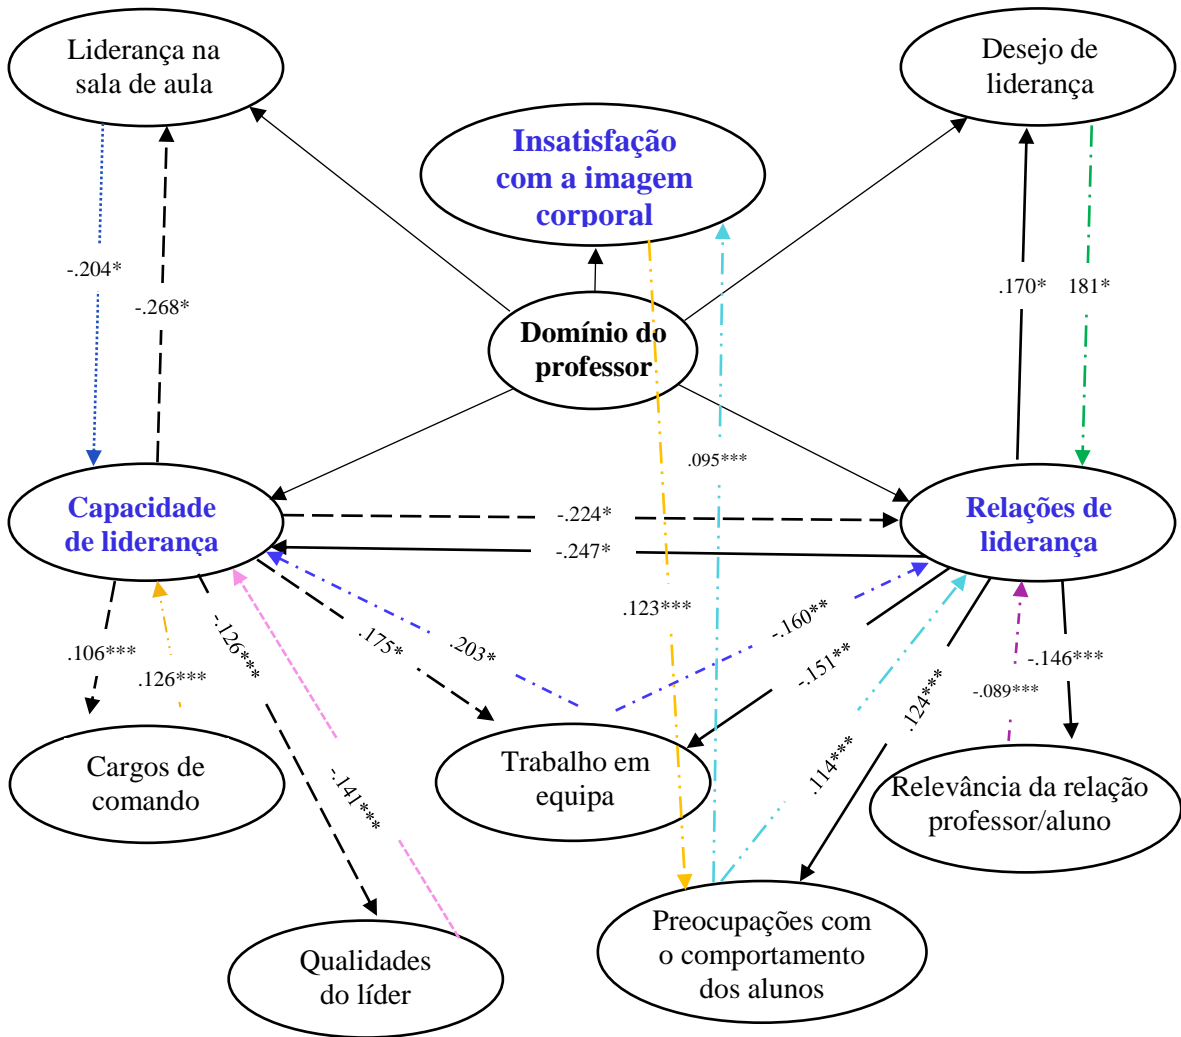 Liderança na
sala de aula
Desejo de
liderança
Insatisfação
com a imagem
corporal
-.204*
-.268*
.170*
181*
Domínio do
professor
.095***
Capacidade
de liderança
-.224*
-.247*
Relações de
liderança
.106***
.126***
-.126***
.175*
.203*
.123***
-.160**
-.151**
.124***
-.146***
-.089***
-.141***
.114***
Cargos de
comando
Trabalho em
equipa
Relevância da relação
professor/aluno
Qualidades
do líder
Preocupações com
o comportamento
dos alunos